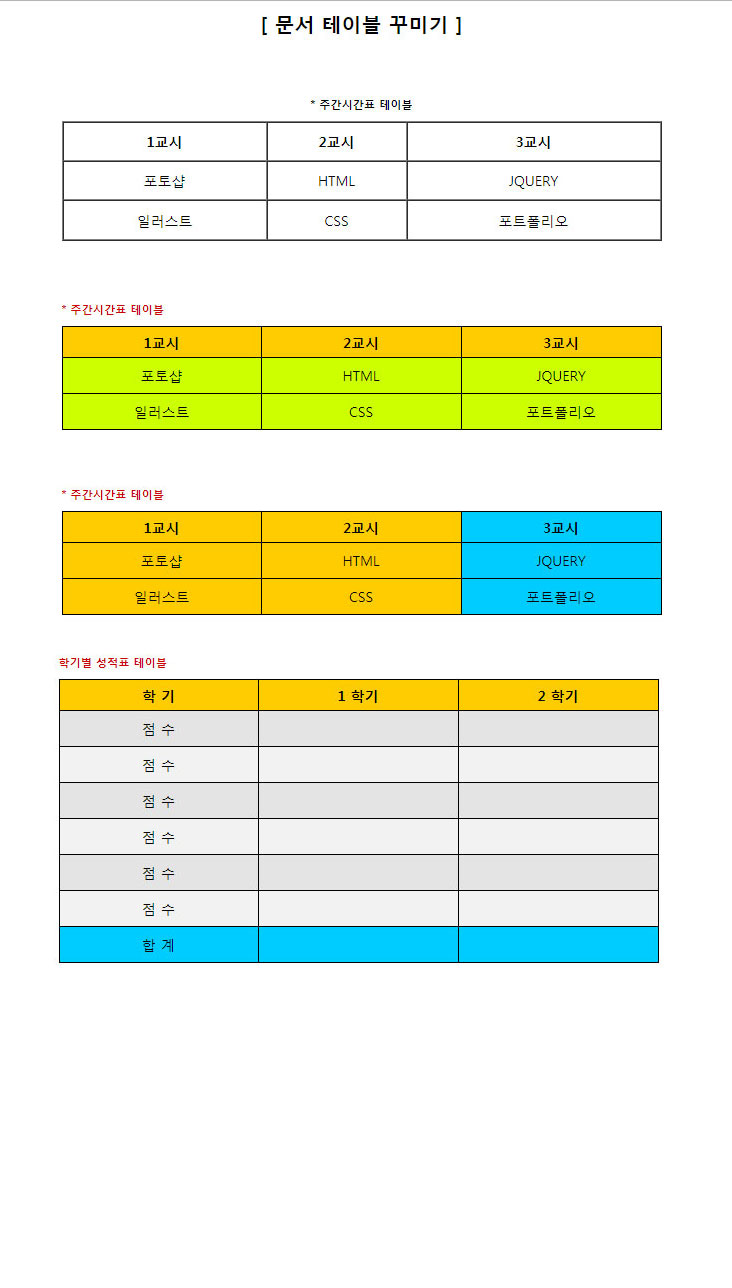 [ 문서 테이블 꾸미기 ]
* 주간시간표 테이블
1교시 2교시 3교시
포토샵 HTML JQUERY
일러스트 CSS 포트폴리오
* 주간시간표 테이블
1교시 2교시 3교시
포토샵 HTML JQUERY
일러스트 CSS 포트폴리오
* 주간시간표 테이블
1교시 2교시 3교시
포토샵 HTML JQUERY
일러스트 CSS 포트폴리오
학기별 성적표 테이블
학 기 1 학기 2 학기
점 수
점 수
점 수
점 수
점 수
점 수
합 계